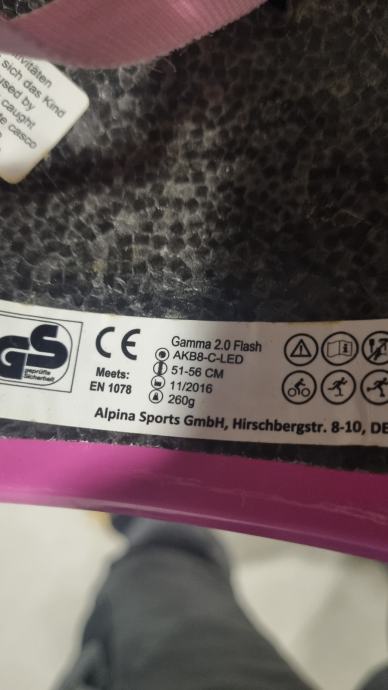 ivitäten
sich das Kind
used by
caught
casco
GS
geprüfte
Sicherheit
CE
Meets:
EN 1078
Gamma 2.0 Flash
AKB8-C-LED
51-56 CM
11/2016
260g
Alpina Sports GmbH, Hirschbergstr. 8-10, DE